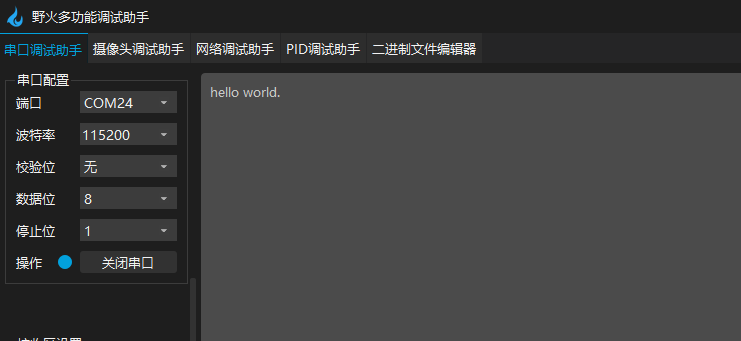 野火多功能调试助手
串口调试助手 摄像头调试助手 网络调试助手 PID调试助手 二进制文件编辑器
串口配置
端口 COM24
波特率 115200
校验位 无
数据位 8
停止位 1
操作 关闭串口
hello world.